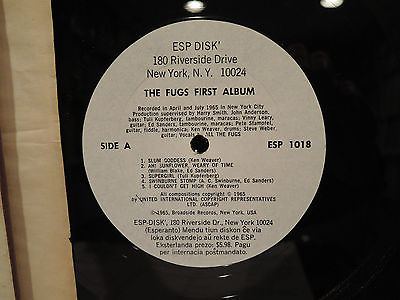 ESP DISK'
180 Riverside Drive
New York, N. Y. 10024
THE FUGS FIRST ALBUM
Recorded in April and July 1965 in New York City
Production supervised by Harry Smith. John Anderson,
bass; Tuli Kupferberg, tambourine, maracas; Vinny Leary,
guitar; Ed Sanders, tambourine, maracas; Pete Stamofel,
guitar, fiddle, harmonica; Ken Weaver, drums; Steve Weber,
guitar; Vocals: ALL THE FUGS
SIDE A
ESP 1018
1. SLUM GODDESS (Ken Weaver)
2. AH! SUNFLOWER, WEARY OF TIME
(William Blake, Ed Sanders)
3. SUPERGIRL (Tuli Kupferberg)
4. SWINBURNE STOMP (A. C. Swinburne, Ed Sanders)
5. I COULDN'T GET HIGH (Ken Weaver)
All compositions copyright © 1965
by UNITED INTERNATIONAL COPYRIGHT REPRESENTATIVES
LTD. (ASCAP)
©1965, Broadside Records, New York, USA
ESP-DISK', 180 Riverside Dr., New York 10024
(Esperanto) Mendu tiun diskon ĉe via
loka diskvendejo aŭ rekte de ESP.
Eksterlanda prezo: $5.98. Pagu
per internacia postmandato.